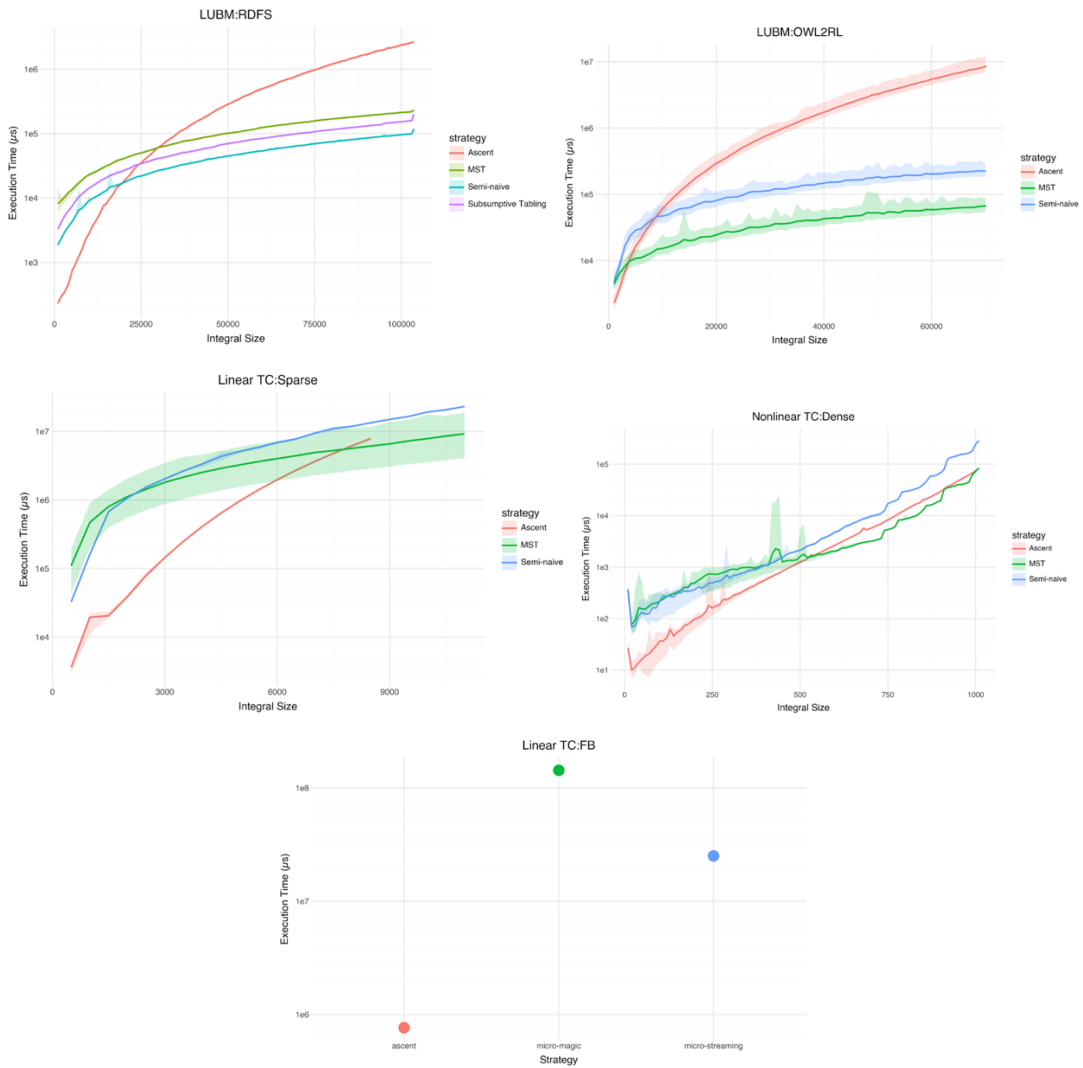 LUBM:RDFS
Execution Time (μs)
1e6
1e5
1e4
1e3
0
25000
50000
75000
100000
Integral Size
strategy
Ascent
MST
Semi-naive
Subsumptive Tabling
LUBM:OWL2RL
Execution Time (μs)
1e7
1e6
1e5
1e4
0
20000
40000
60000
Integral Size
strategy
Ascent
MST
Semi-naive
Linear TC:Sparse
Execution Time (μs)
1e7
1e6
1e5
1e4
0
3000
6000
9000
Integral Size
strategy
Ascent
MST
Semi-naive
Nonlinear TC:Dense
Execution Time (μs)
1e5
1e4
1e3
1e2
1e1
0
250
500
750
1000
Integral Size
strategy
Ascent
MST
Semi-naive
Linear TC:FB
Execution Time (μs)
1e8
1e7
1e6
ascent
micro-magic
micro-streaming
Strategy